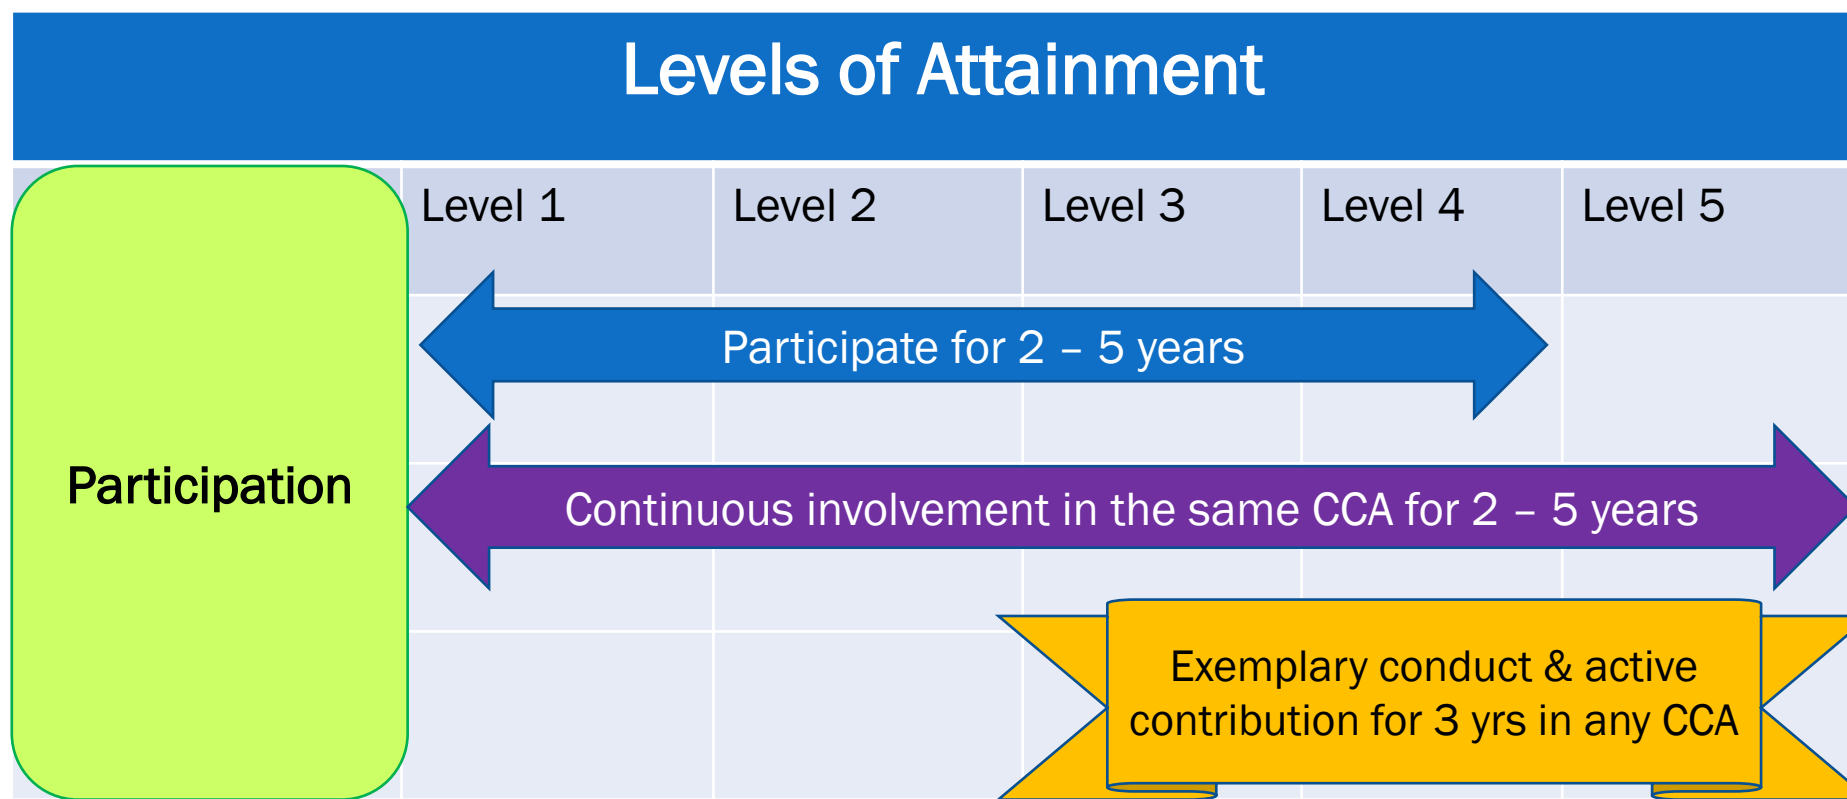 Levels of Attainment
Level 1
Level 2
Level 3
Level 4
Level 5
Participation
Participate for 2 – 5 years
Continuous involvement in the same CCA for 2 – 5 years
Exemplary conduct & active
contribution for 3 yrs in any CCA